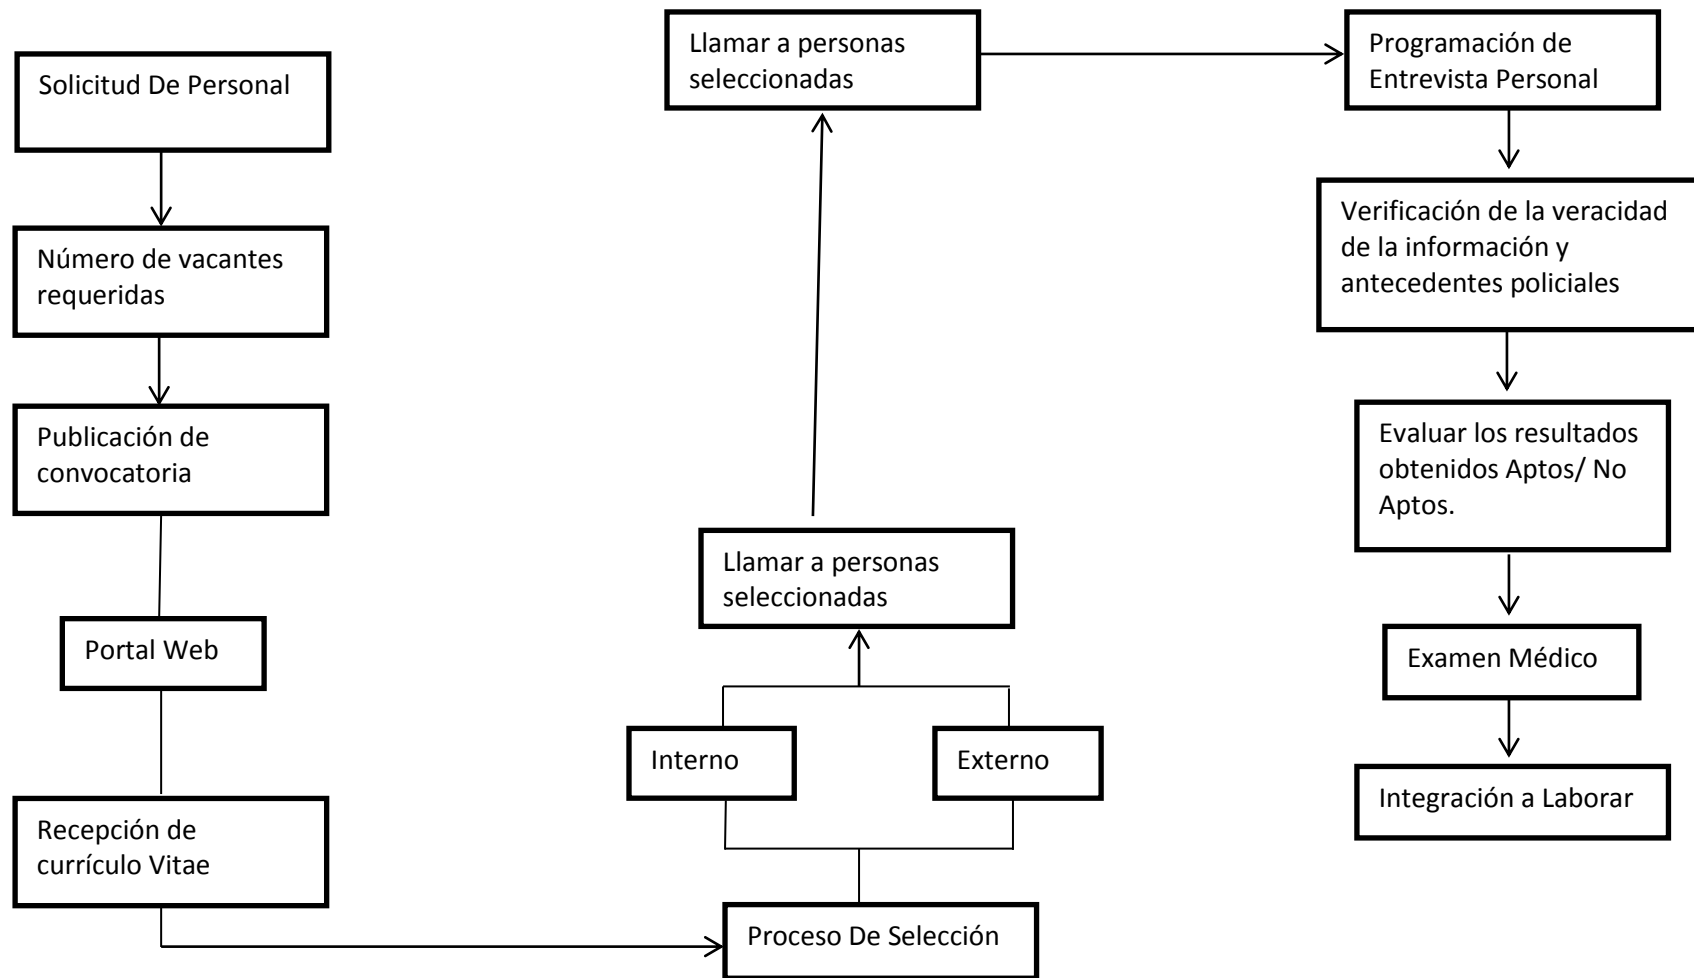 Solicitud De Personal
Número de vacantes
requeridas
Publicación de
convocatoria
Portal Web
Recepción de
currículo Vitae
Proceso De Selección
Interno
Externo
Llamar a personas
seleccionadas
Llamar a personas
seleccionadas
Programación de
Entrevista Personal
Verificación de la veracidad
de la información y
antecedentes policiales
Evaluar los resultados
obtenidos Aptos/ No
Aptos.
Examen Médico
Integración a Laborar